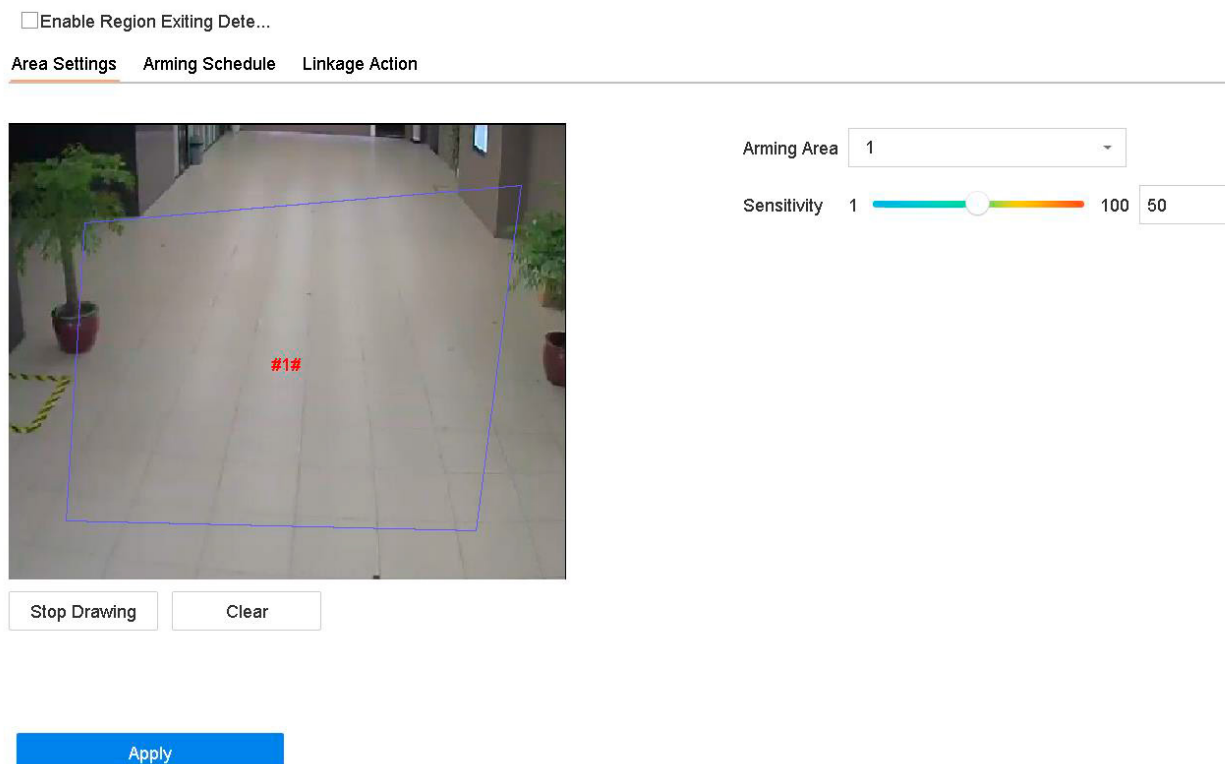 Enable Region Exiting Dete...
Area Settings Arming Schedule Linkage Action
Arming Area 1
Sensitivity 1 100 50
#1#
Stop Drawing Clear
Apply